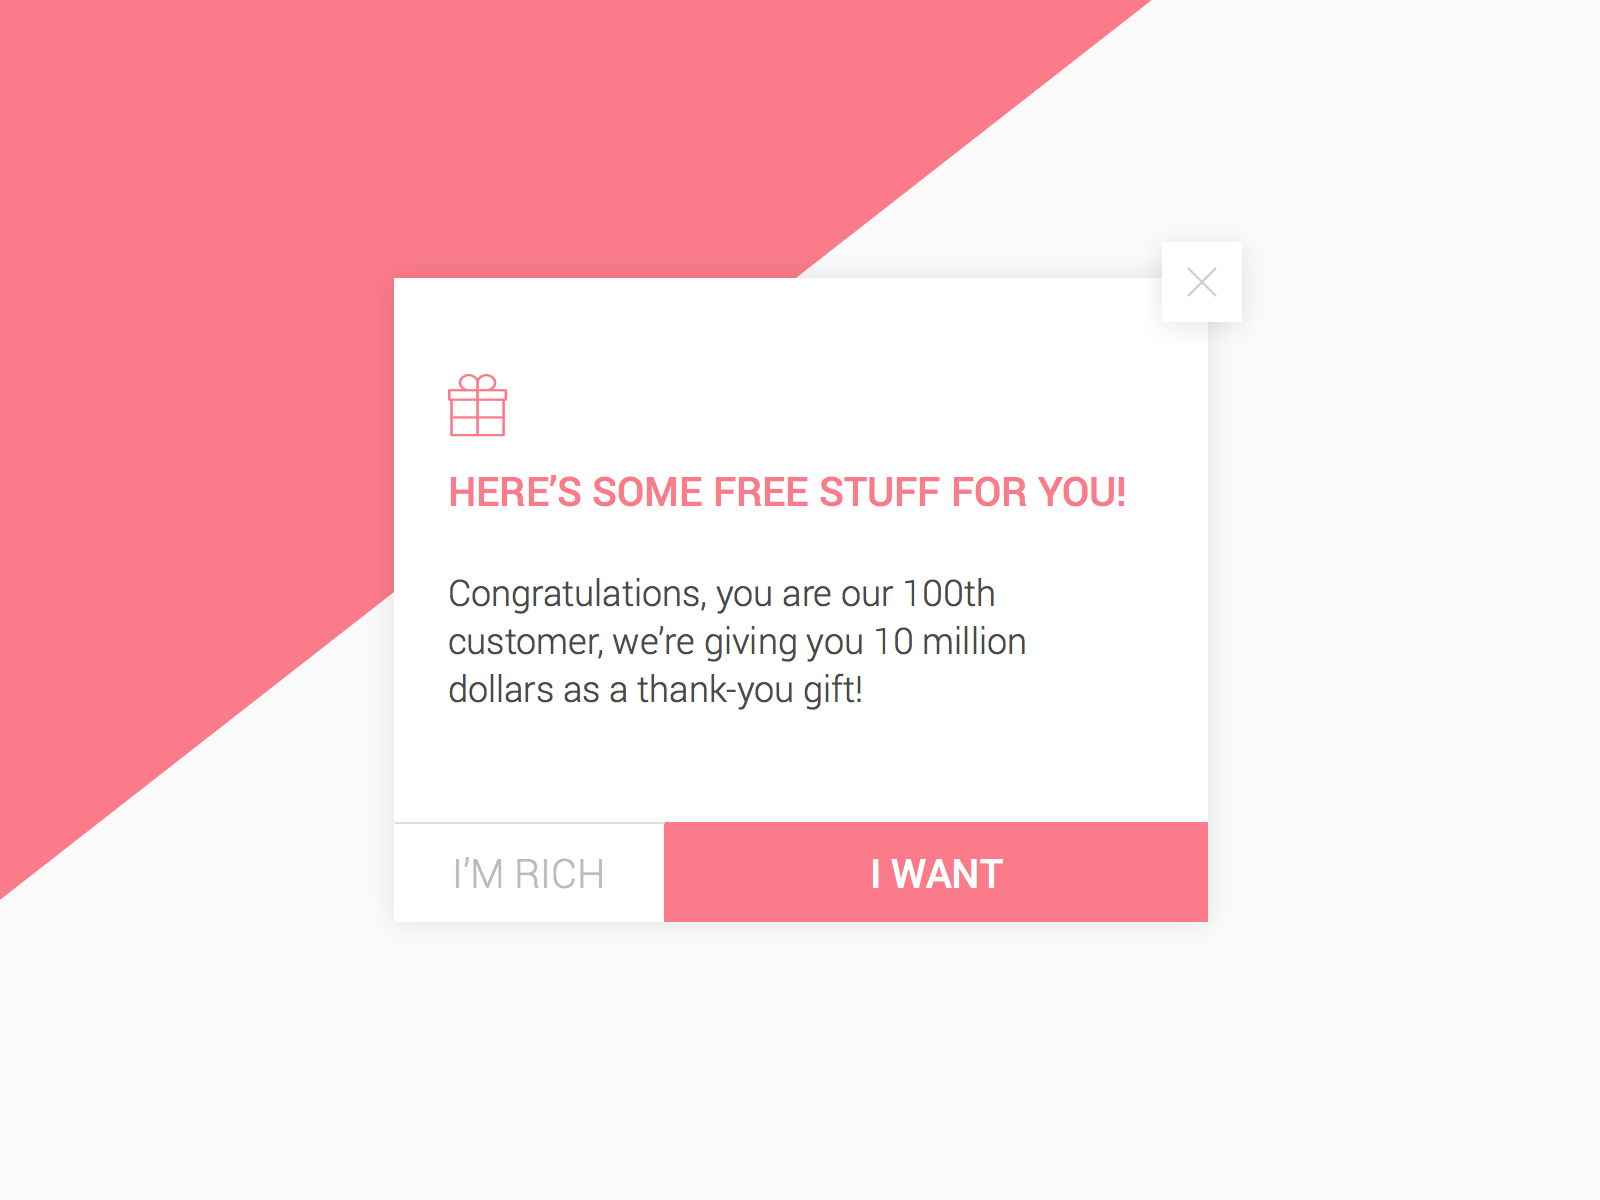 HERE’S SOME FREE STUFF FOR YOU!
Congratulations, you are our 100th
customer, we’re giving you 10 million
dollars as a thank-you gift!
I’M RICH
I WANT